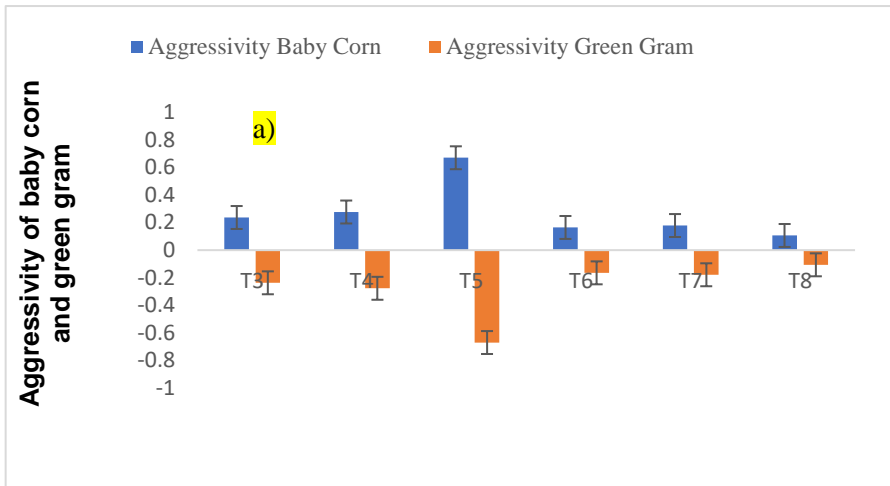 Aggressivity Baby Corn Aggressivity Green Gram
Aggressivity of baby corn
and green gram
a)
1
0.8
0.6
0.4
0.2
0
-0.2
-0.4
-0.6
-0.8
-1
T3 T4 T5 T6 T7 T8